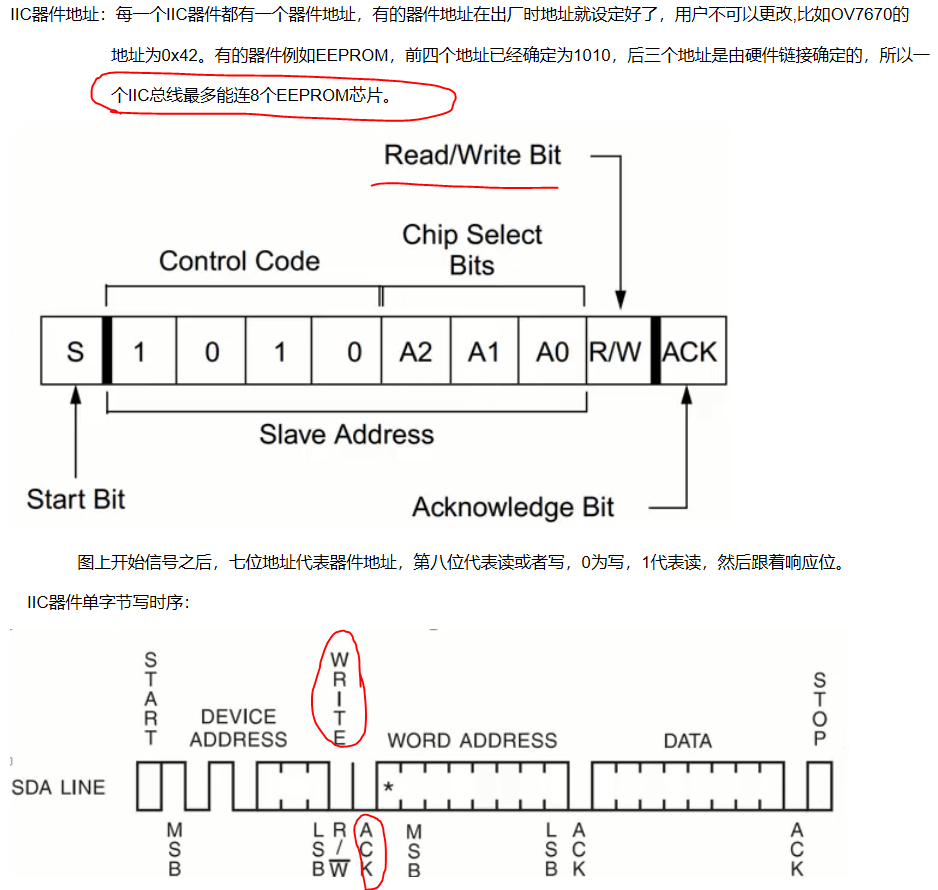 IIC器件地址：每一个IIC器件都有一个器件地址，有的器件地址在出厂时地址就设定好了，用户不可以更改,比如OV7670的
地址为0x42。有的器件例如EEPROM，前四个地址已经确定为1010，后三个地址是由硬件链接确定的，所以一
个IIC总线最多能连8个EEPROM芯片。
Read/Write Bit
Chip Select
Bits
Control Code
S 1 0 1 0 A2 A1 A0 R/W ACK
Slave Address
Start Bit
Acknowledge Bit
图上开始信号之后，七位地址代表器件地址，第八位代表读或者写，0为写，1代表读，然后跟着响应位。
IIC器件单字节写时序：
START
DEVICE
ADDRESS
WRITE
WORD ADDRESS
DATA
STOP
SDA LINE
*
MSB
LSB
R/W
ACK
MSB
LSB
ACK
ACK